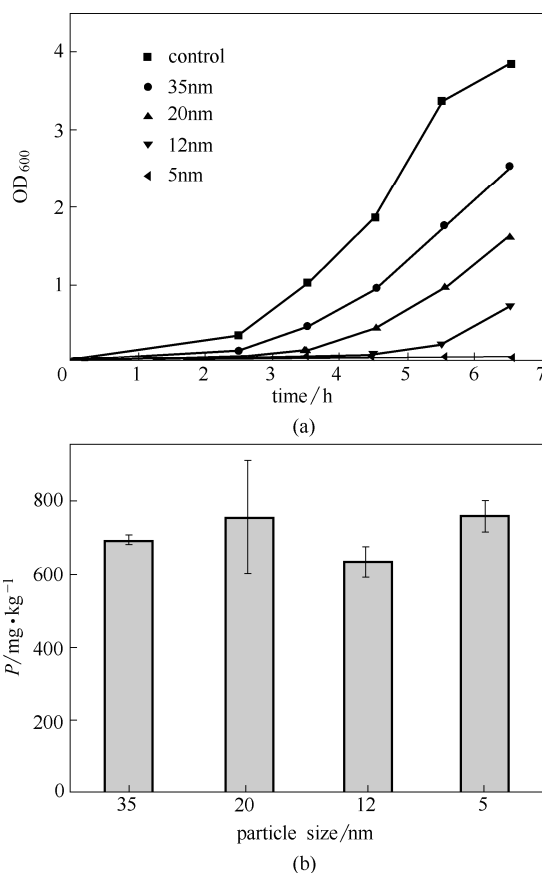 4
3
2
1
OD600
control
35nm
20nm
12nm
5nm
0 1 2 3 4 5 6 7
time/h
(a)
800
600
400
200
0
P/mg·kg⁻¹
35 20 12 5
particle size/nm
(b)